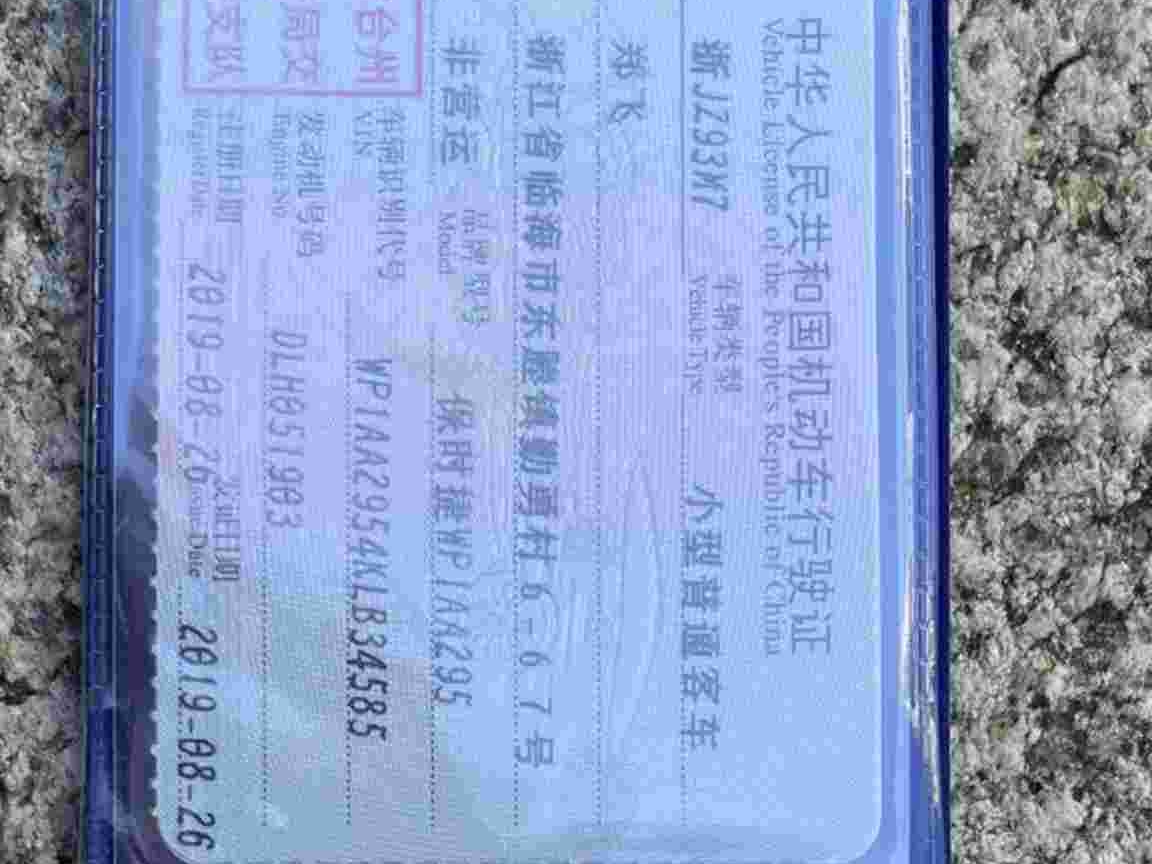 中华人民共和国机动车行驶证
Vehicle License of the People's Republic of China
浙JZ93M7 车辆类型 Vehicle Type 小型普通客车
郑飞
浙江省临海市东塍镇勤勇村6-67号
非营运 品牌型号 Model 保时捷WP1AA295
车辆识别代号 VIN WP1AA2954KLB34585
发动机号码 Engine No DLH051903
注册日期 Register Date 2019-08-26 发证日期 Issue Date 2019-08-26
台州
局交
支队